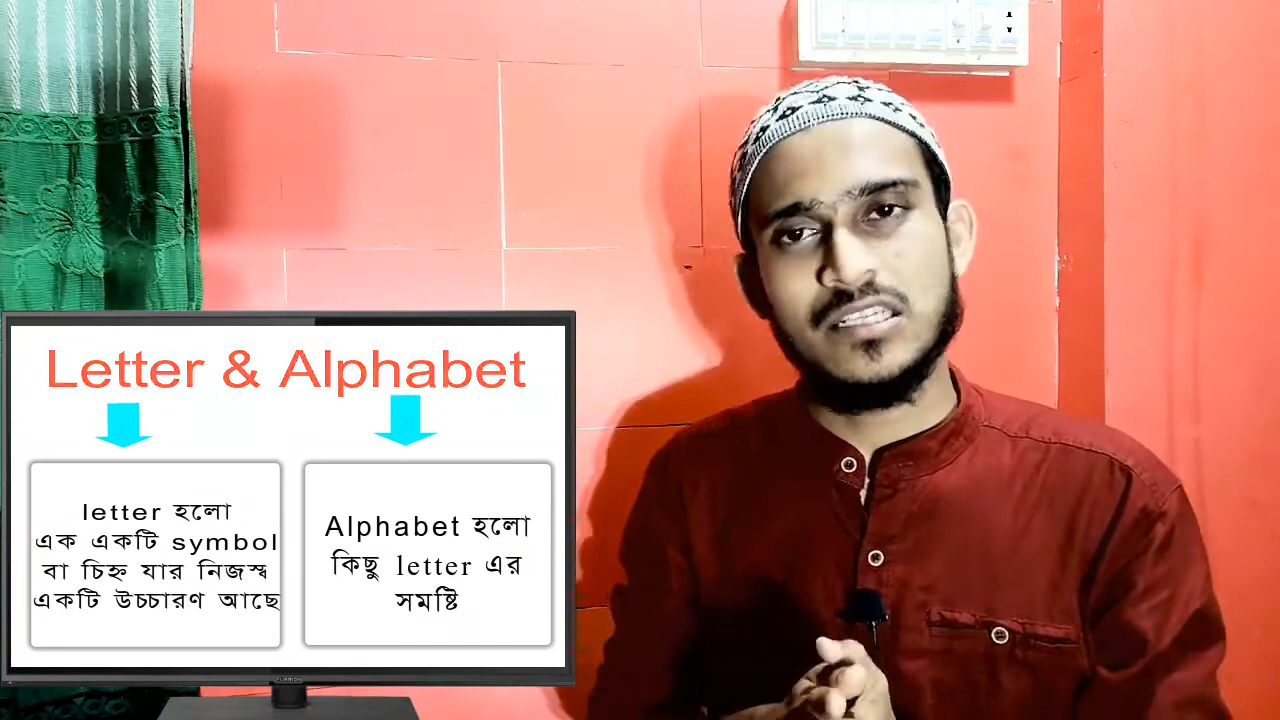 Letter & Alphabet
letter হলো
এক একটি symbol
বা চিহ্ন যার নিজস্ব
একটি উচ্চারণ আছে
Alphabet হলো
কিছু letter এর
সমষ্টি